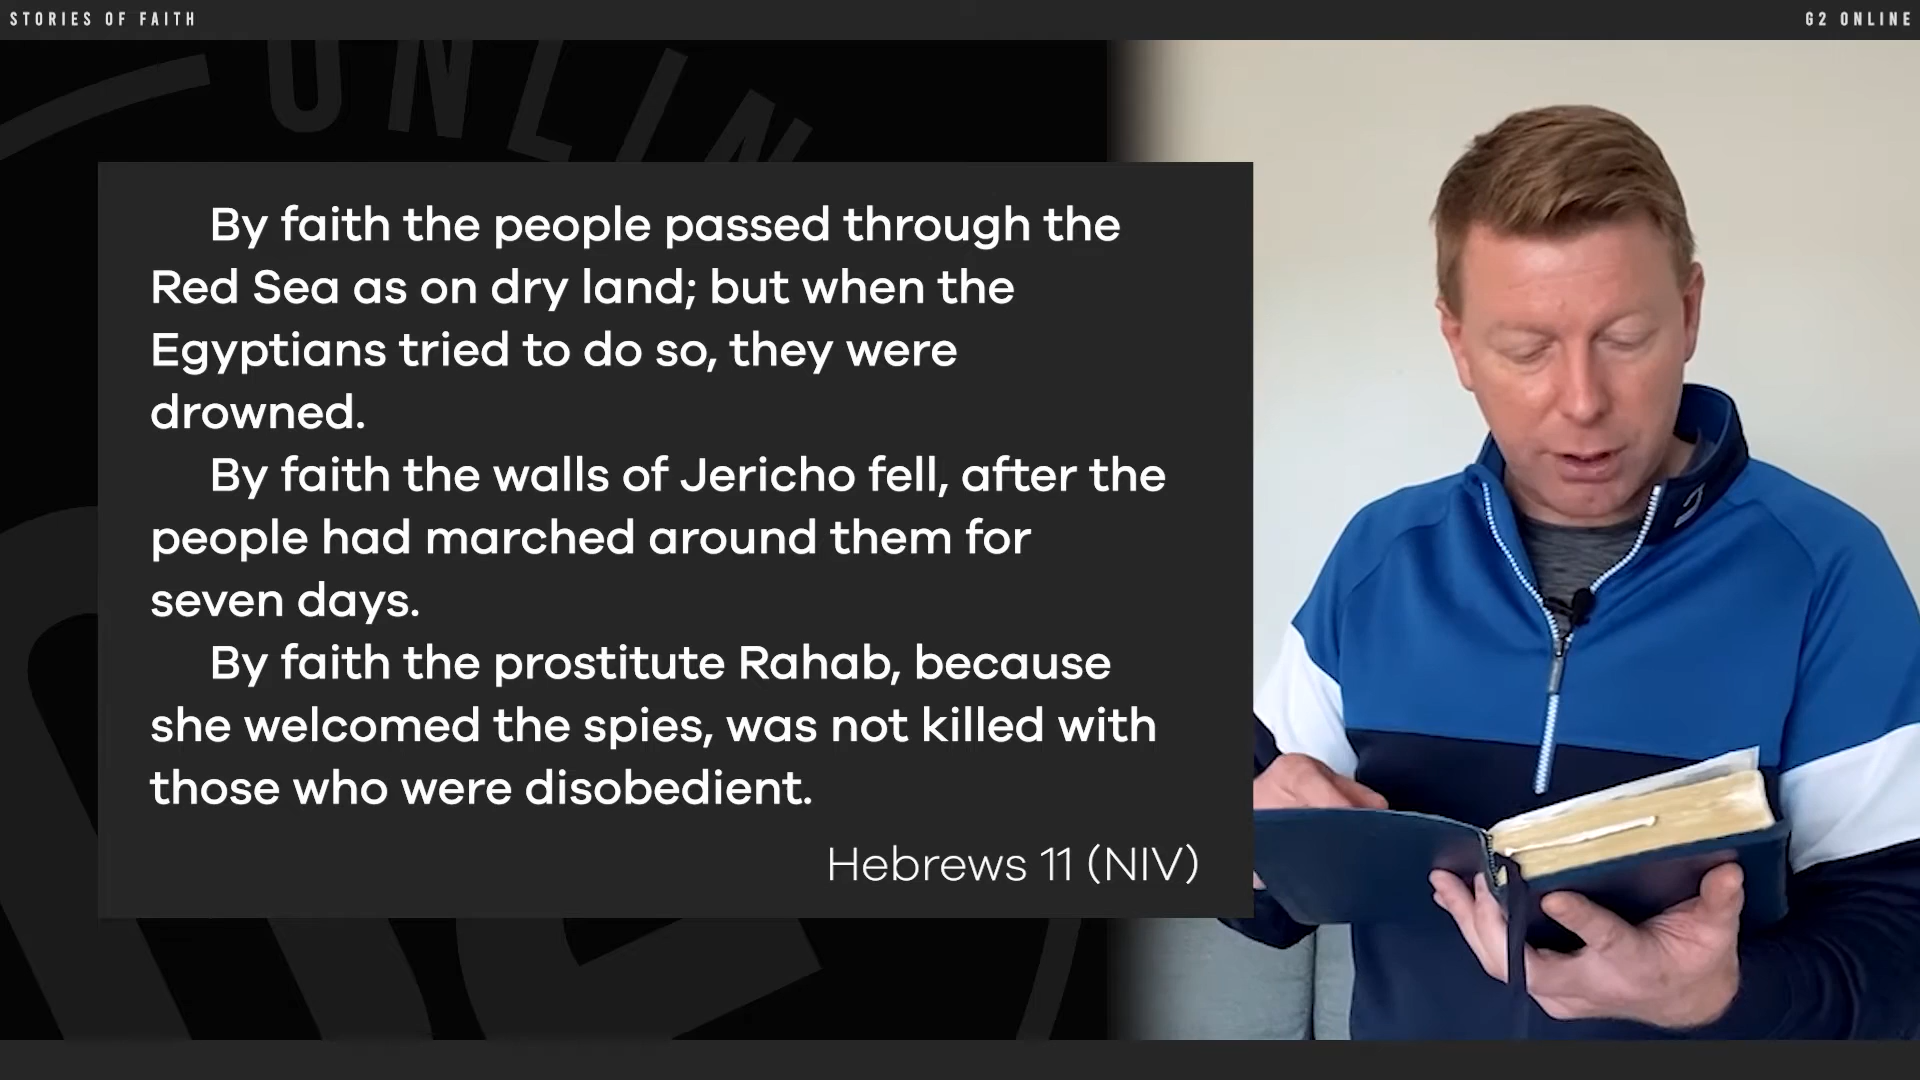 STORIES OF FAITH
G2 ONLINE
ONLIN
By faith the people passed through the
Red Sea as on dry land; but when the
Egyptians tried to do so, they were
drowned.
By faith the walls of Jericho fell, after the
people had marched around them for
seven days.
By faith the prostitute Rahab, because
she welcomed the spies, was not killed with
those who were disobedient.
Hebrews 11 (NIV)